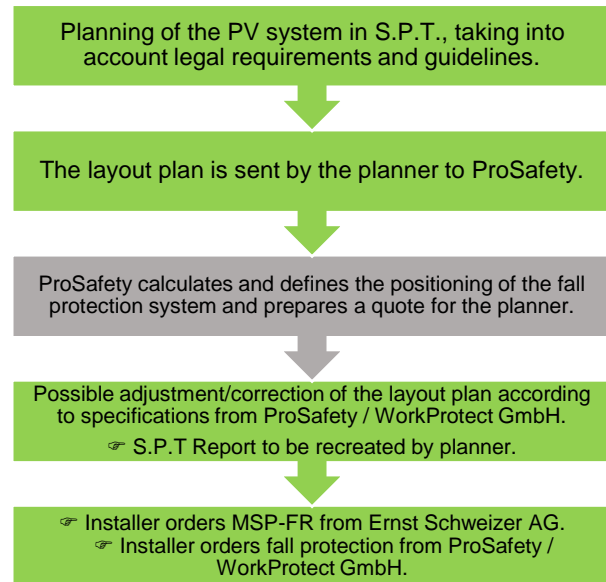 Planning of the PV system in S.P.T., taking into
account legal requirements and guidelines.
The layout plan is sent by the planner to ProSafety.
ProSafety calculates and defines the positioning of the fall
protection system and prepares a quote for the planner.
Possible adjustment/correction of the layout plan according
to specifications from ProSafety / WorkProtect GmbH.
☞ S.P.T Report to be recreated by planner.
☞ Installer orders MSP-FR from Ernst Schweizer AG.
☞ Installer orders fall protection from ProSafety /
WorkProtect GmbH.